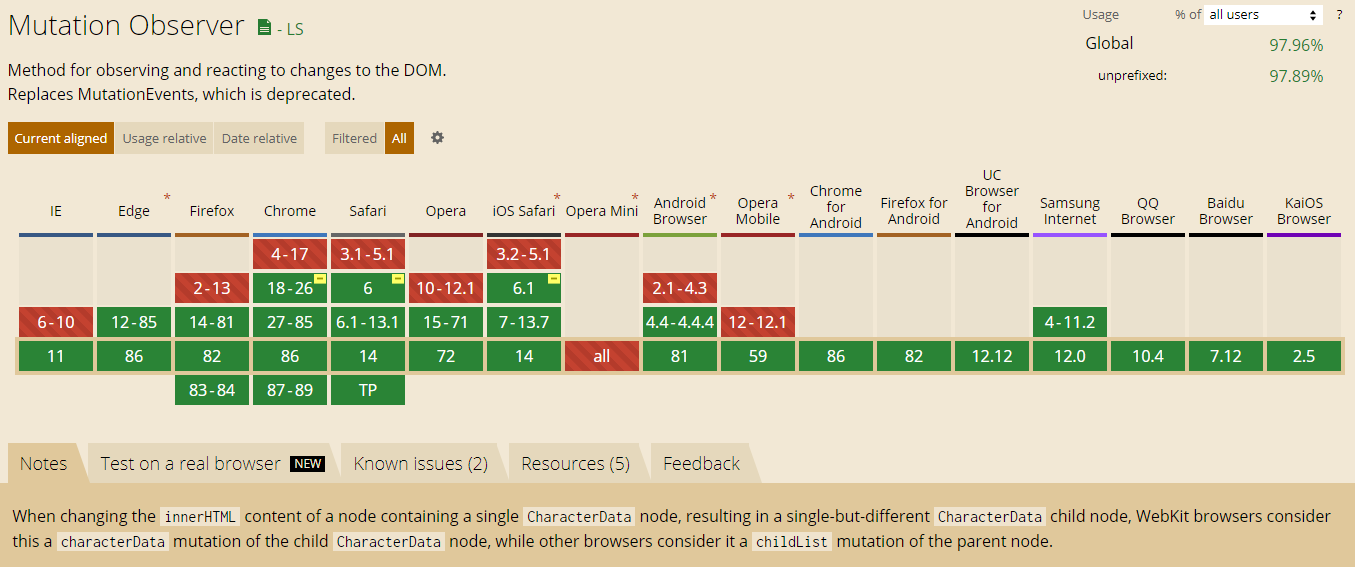 Mutation Observer - LS
Usage % of all users ?
Global 97.96%
unprefixed: 97.89%
Method for observing and reacting to changes to the DOM.
Replaces MutationEvents, which is deprecated.
Current aligned Usage relative Date relative Filtered All
IE Edge * Firefox Chrome Safari Opera iOS Safari * Opera Mini * Android Browser * Opera Mobile * Chrome for Android Firefox for Android UC Browser for Android Samsung Internet QQ Browser Baidu Browser KaiOS Browser
4-17 3.1-5.1 3.2-5.1
2-13 18-26 6 10-12.1 6.1 2.1-4.3
6-10 12-85 14-81 27-85 6.1-13.1 15-71 7-13.7 4.4-4.4.4 12-12.1 4-11.2
11 86 82 86 14 72 14 all 81 59 86 82 12.12 12.0 10.4 7.12 2.5
83-84 87-89 TP
Notes Test on a real browser NEW Known issues (2) Resources (5) Feedback
When changing the innerHTML content of a node containing a single CharacterData node, resulting in a single-but-different CharacterData child node, WebKit browsers consider
this a characterData mutation of the child CharacterData node, while other browsers consider it a childList mutation of the parent node.